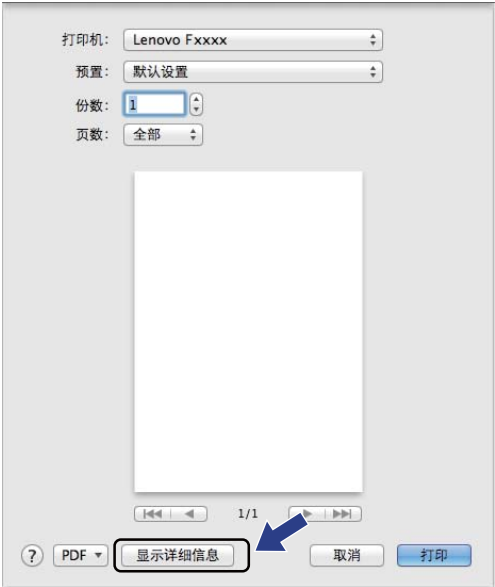 打印机: Lenovo Fxxxx
预置: 默认设置
份数: 1
页数: 全部
1/1
? PDF 显示详细信息 取消 打印